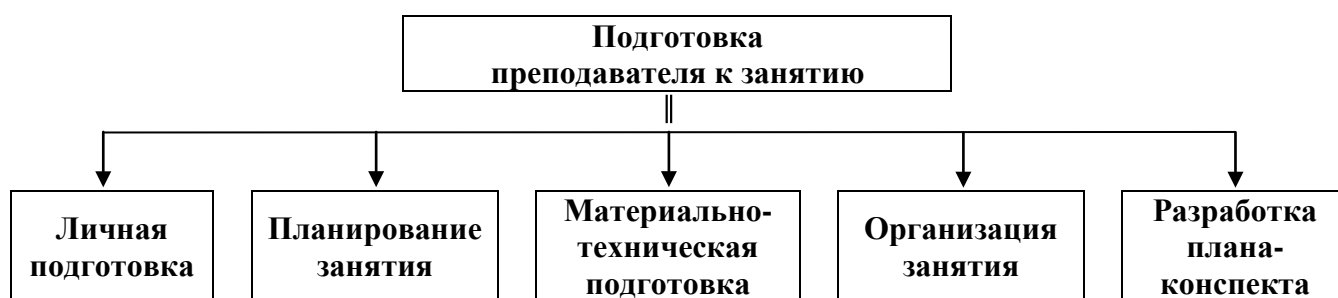 Подготовка
преподавателя к занятию
Личная
подготовка
Планирование
занятия
Материально-
техническая
подготовка
Организация
занятия
Разработка
плана-
конспекта